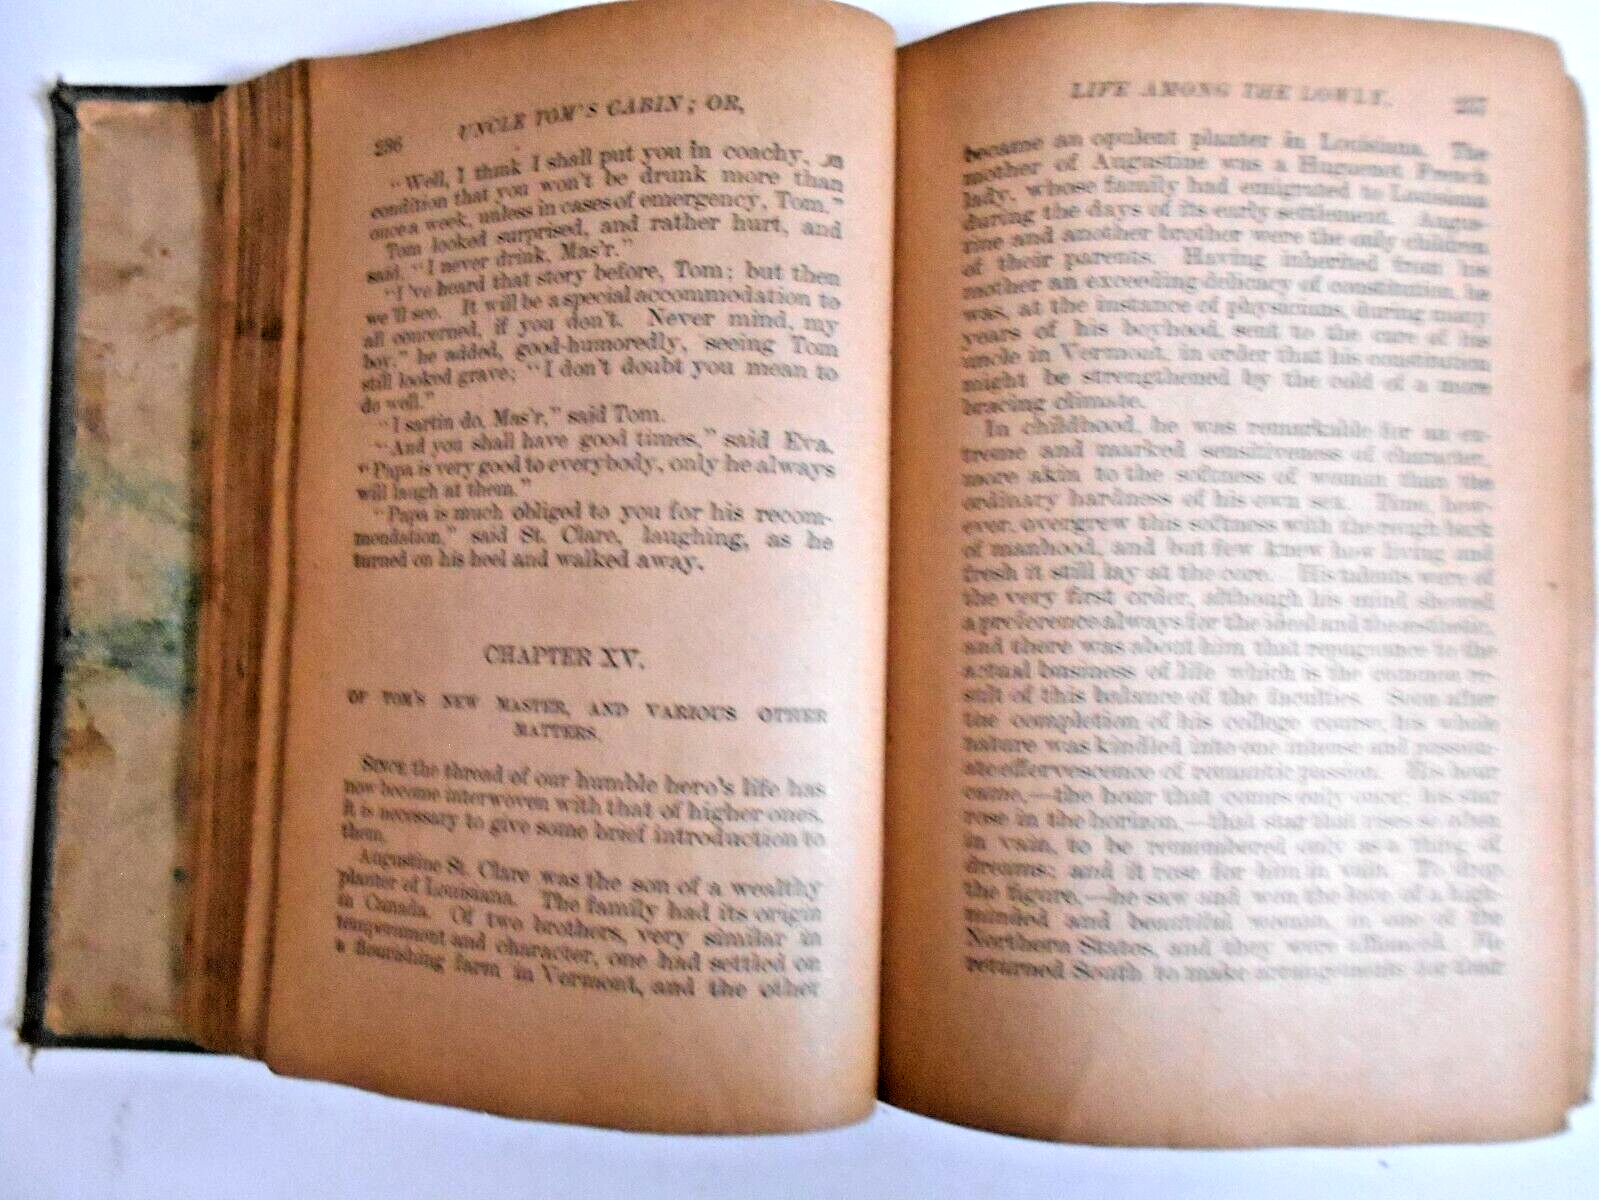 286 UNCLE TOM'S CABIN; OR,
"Well, I think I shall put you in coachy, on
condition that you won't be drunk more than
once a week, unless in cases of emergency, Tom."
Tom looked surprised, and rather hurt, and
said, "I never drink, Mas'r."
"I've heard that story before, Tom; but then
we'll see. It will be a special accommodation to
all concerned, if you don't. Never mind, my
boy," he added, good-humoredly, seeing Tom
still looked grave; "I don't doubt you mean to
do well."
"I sartin do, Mas'r," said Tom.
"And you shall have good times," said Eva.
"Papa is very good to everybody, only he always
will laugh at them."
"Papa is much obliged to you for his recom-
mendation," said St. Clare, laughing, as he
turned on his heel and walked away.
CHAPTER XV.
OF TOM'S NEW MASTER, AND VARIOUS OTHER
MATTERS.
Since the thread of our humble hero's life has
now become interwoven with that of higher ones,
it is necessary to give some brief introduction to
them.
Augustine St. Clare was the son of a wealthy
planter of Louisiana. The family had its origin
in Canada. Of two brothers, very similar in
temperament and character, one had settled on
a flourishing farm in Vermont, and the other
LIFE AMONG THE LOWLY. 287
became an opulent planter in Louisiana. The
mother of Augustine was a Huguenot French
lady, whose family had emigrated to Louisiana
during the days of its early settlement. Augus-
tine and another brother were the only children
of their parents. Having inherited from his
mother an exceeding delicacy of constitution, he
was, at the instance of physicians, during many
years of his boyhood, sent to the care of his
uncle in Vermont, in order that his constitution
might be strengthened by the cold of a more
bracing climate.
In childhood, he was remarkable for an ex-
treme and marked sensitiveness of character,
more akin to the softness of woman than the
ordinary hardness of his own sex. Time, how-
ever, overgrew this softness with the rough bark
of manhood, and but few knew how living and
fresh it still lay at the core. His talents were of
the very first order, although his mind showed
a preference always for the ideal and the æsthetic,
and there was about him that repugnance to the
actual business of life which is the common re-
sult of this balance of the faculties. Soon after
the completion of his college course, his whole
nature was kindled into one intense and passion-
ate effervescence of romantic passion. His hour
came,—the hour that comes only once; his star
rose in the horizon,—that star that rises so often
in vain, to be remembered only as a thing of
dreams; and it rose for him in vain. To drop
the figure,—he saw and won the love of a high-
minded and beautiful woman, in one of the
Northern States, and they were affianced. He
returned South to make arrangements for their